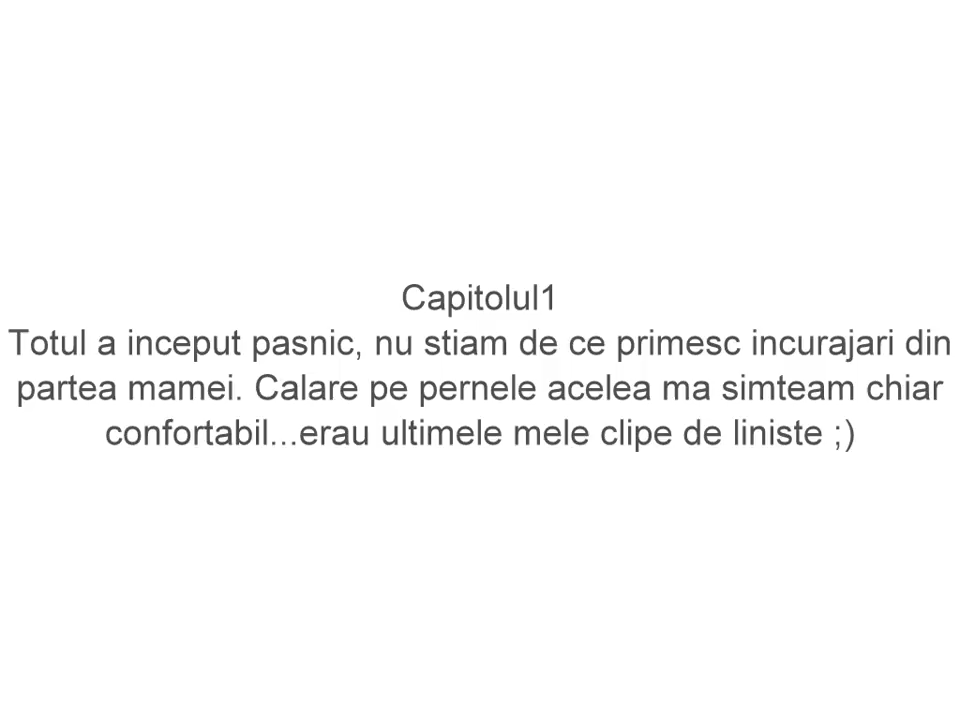 Capitolul1
Totul a inceput pasnic, nu stiam de ce primesc incurajari din
partea mamei. Calare pe pernele acelea ma simteam chiar
confortabil...erau ultimele mele clipe de liniste ;)